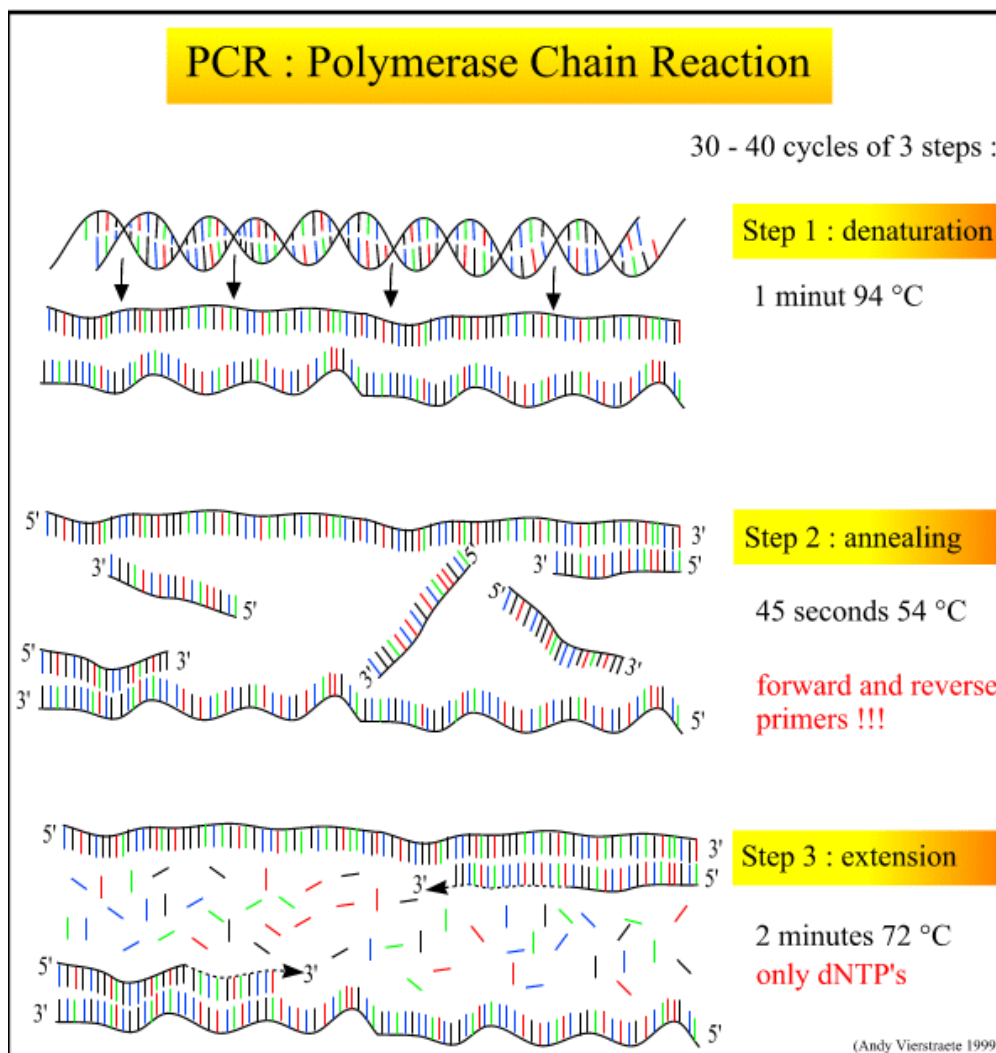 PCR : Polymerase Chain Reaction
30 - 40 cycles of 3 steps :
Step 1 : denaturation
1 minut 94 °C
5'
3'
Step 2 : annealing
3'
5'
3'
5'
5'
45 seconds 54 °C
5'
3'
3'
3'
forward and reverse
primers !!!
3'
5'
5'
3'
Step 3 : extension
3'
5'
2 minutes 72 °C
only dNTP's
5'
3'
3'
5'
(Andy Vierstraete 1999